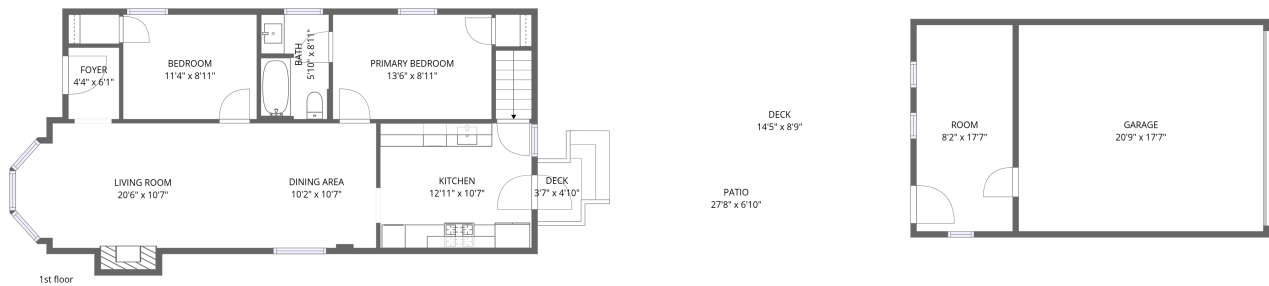 FOYER
4'4" x 6'1"
BEDROOM
11'4" x 8'11"
BATH
5'10" x 8'11"
PRIMARY BEDROOM
13'6" x 8'11"
LIVING ROOM
20'6" x 10'7"
DINING AREA
10'2" x 10'7"
KITCHEN
12'11" x 10'7"
DECK
3'7" x 4'10"
DECK
14'5" x 8'9"
PATIO
27'8" x 6'10"
ROOM
8'2" x 17'7"
GARAGE
20'9" x 17'7"
1st floor